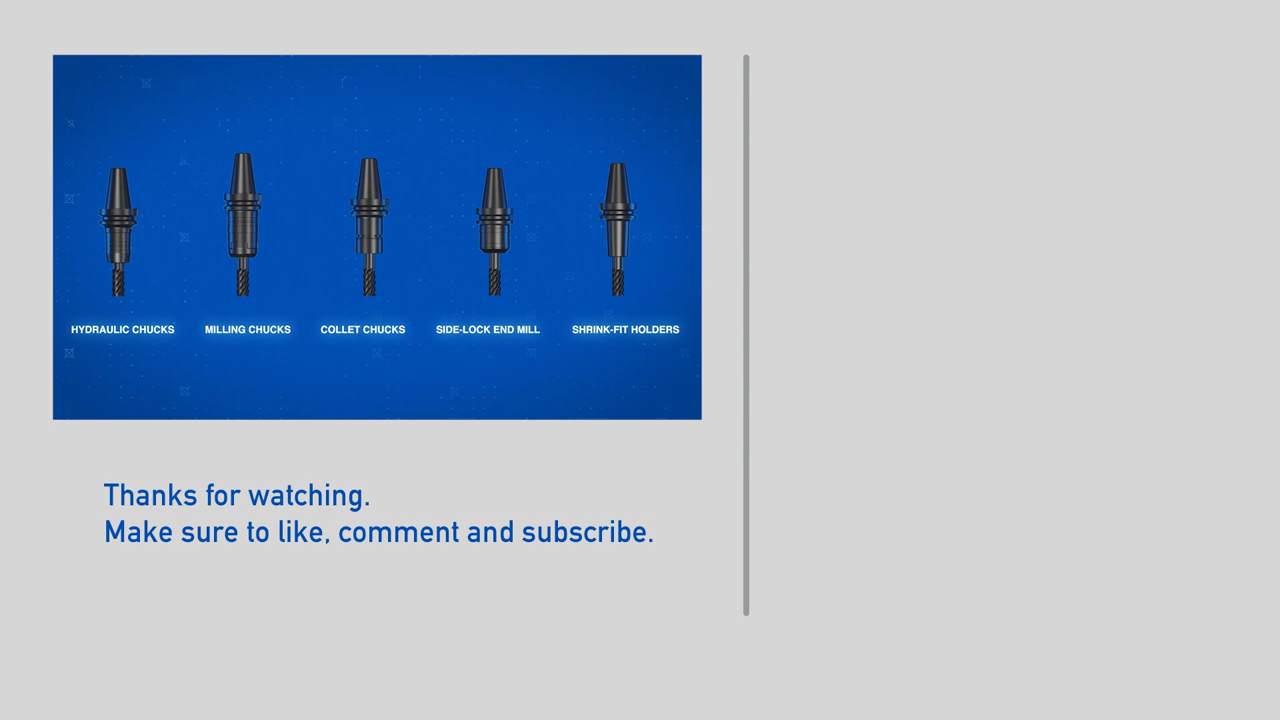 HYDRAULIC CHUCKS MILLING CHUCKS COLLET CHUCKS SIDE-LOCK END MILL SHRINK-FIT HOLDERS
Thanks for watching.
Make sure to like, comment and subscribe.